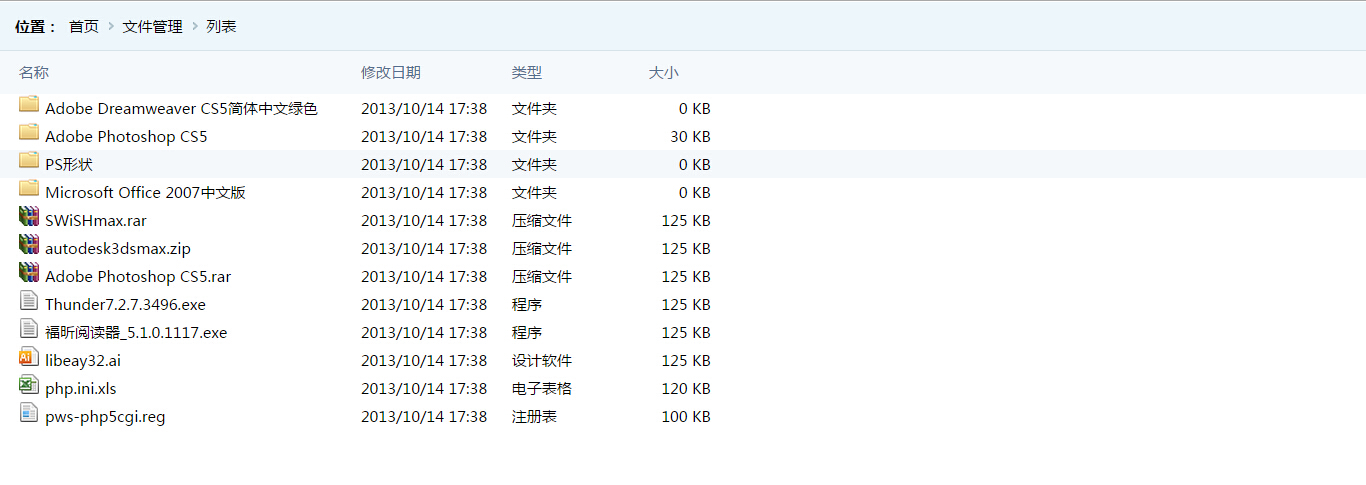 位置： 首页 文件管理 列表
名称 修改日期 类型 大小
Adobe Dreamweaver CS5简体中文绿色 2013/10/14 17:38 文件夹 0 KB
Adobe Photoshop CS5 2013/10/14 17:38 文件夹 30 KB
PS形状 2013/10/14 17:38 文件夹 0 KB
Microsoft Office 2007中文版 2013/10/14 17:38 文件夹 0 KB
SWiSHmax.rar 2013/10/14 17:38 压缩文件 125 KB
autodesk3dsmax.zip 2013/10/14 17:38 压缩文件 125 KB
Adobe Photoshop CS5.rar 2013/10/14 17:38 压缩文件 125 KB
Thunder7.2.7.3496.exe 2013/10/14 17:38 程序 125 KB
福昕阅读器_5.1.0.1117.exe 2013/10/14 17:38 程序 125 KB
libeay32.ai 2013/10/14 17:38 设计软件 125 KB
php.ini.xls 2013/10/14 17:38 电子表格 120 KB
pws-php5cgi.reg 2013/10/14 17:38 注册表 100 KB